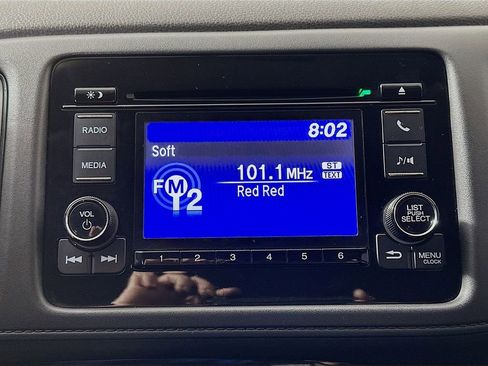 8:02
Soft
101.1 MHz ST
TEXT
Red Red
FM
12
RADIO
MEDIA
VOL
LIST
PUSH
SELECT
MENU
CLOCK
1 2 3 4 5 6